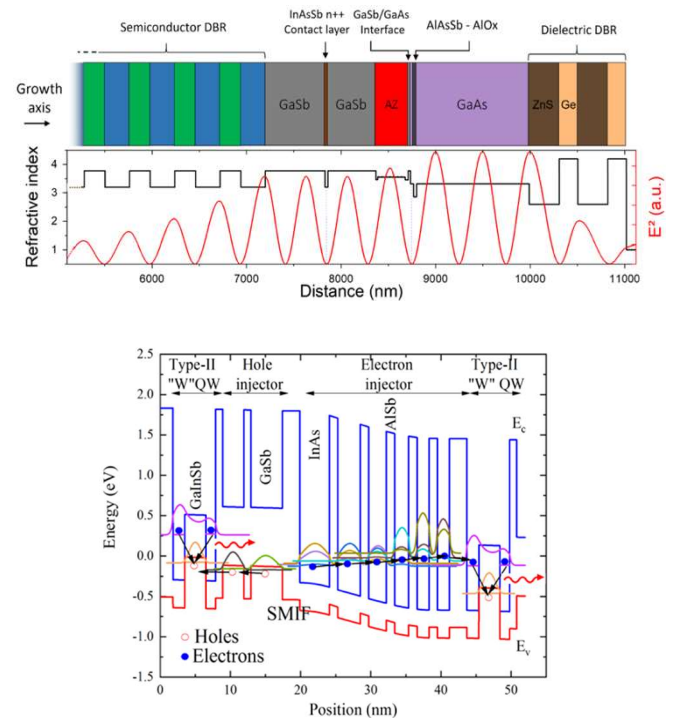 InAsSb n++
Contact layer
GaSb/GaAs
Interface
AlAsSb - AlOx
Semiconductor DBR
Dielectric DBR
Growth
axis
GaSb
GaSb
AZ
GaAs
ZnS
Ge
Refractive index
4
3
2
1
E² (a.u.)
6000 7000 8000 9000 10000 11000
Distance (nm)
Type-II
"W"QW
Hole
injector
Electron
injector
Type-II
"W" QW
Energy (eV)
2.5
2.0
1.5
1.0
0.5
0.0
-0.5
-1.0
-1.5
GaInSb
GaSb
InAs
AlSb
E_c
SMIF
Holes
Electrons
E_v
0 10 20 30 40 50
Position (nm)